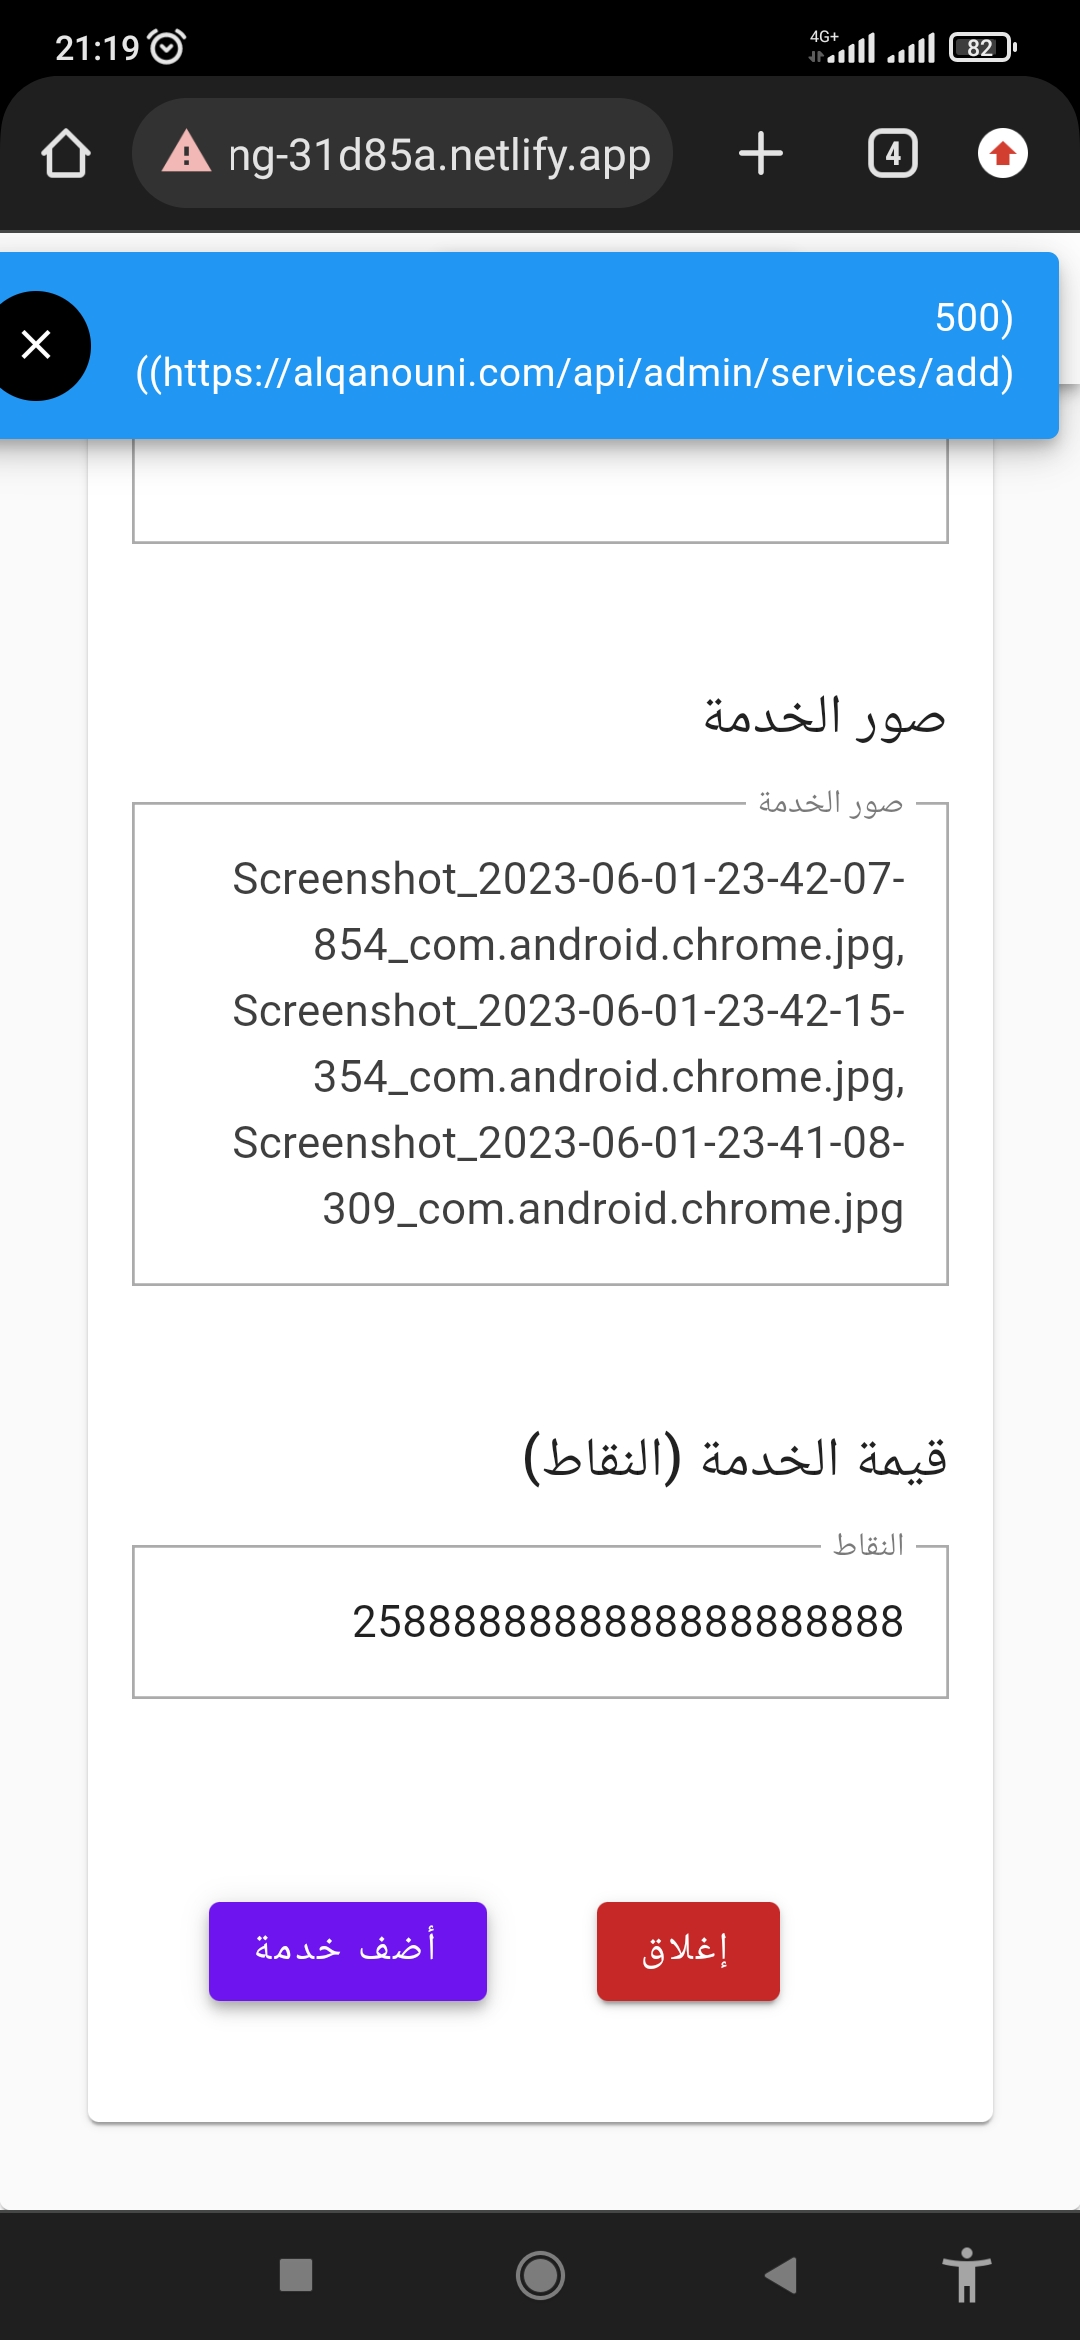 21:19
4G+
82
ng-31d85a.netlify.app
4
500)
((https://alqanouni.com/api/admin/services/add)
صور الخدمة
صور الخدمة
Screenshot_2023-06-01-23-42-07-
854_com.android.chrome.jpg,
Screenshot_2023-06-01-23-42-15-
354_com.android.chrome.jpg,
Screenshot_2023-06-01-23-41-08-
309_com.android.chrome.jpg
قيمة الخدمة (النقاط)
النقاط
2588888888888888888888
إغلاق
أضف خدمة